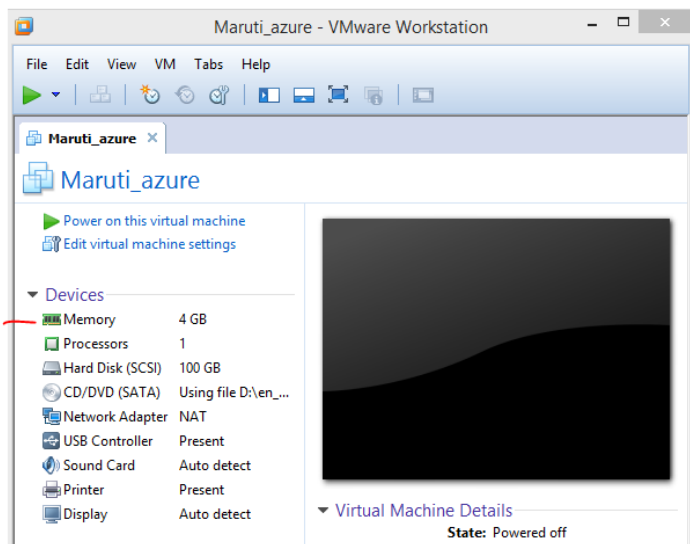 Maruti_azure - VMware Workstation
File Edit View VM Tabs Help
Maruti_azure
Maruti_azure
Power on this virtual machine
Edit virtual machine settings
Devices
Memory 4 GB
Processors 1
Hard Disk (SCSI) 100 GB
CD/DVD (SATA) Using file D:\en_...
Network Adapter NAT
USB Controller Present
Sound Card Auto detect
Printer Present
Display Auto detect
Virtual Machine Details
State: Powered off